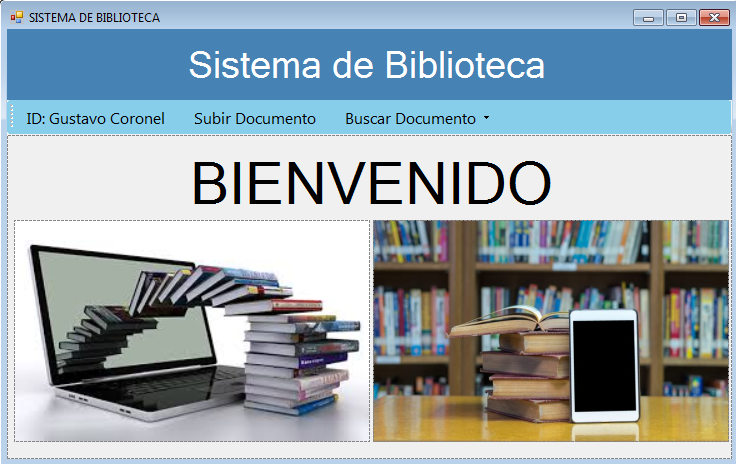 SISTEMA DE BIBLIOTECA
Sistema de Biblioteca
ID: Gustavo Coronel
Subir Documento
Buscar Documento
BIENVENIDO